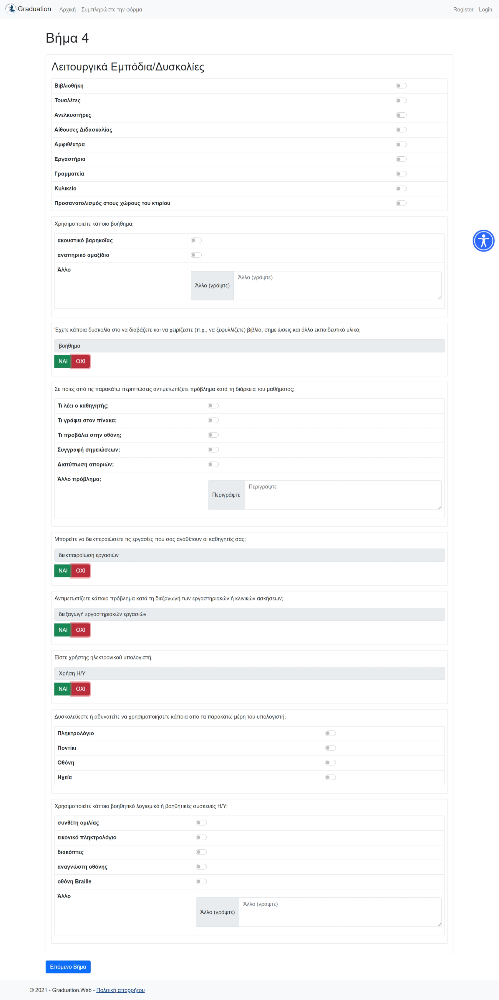 Graduation Αρχική Συμπληρώστε την φόρμα Register Login
Βήμα 4
Λειτουργικά Εμπόδια/Δυσκολίες
Βιβλιοθήκη
Τουαλέτες
Ανελκυστήρες
Αίθουσες Διδασκαλίας
Αμφιθέατρα
Εργαστήρια
Γραμματεία
Κυλικείο
Προσανατολισμός στους χώρους του κτιρίου
Χρησιμοποιείτε κάποιο βοήθημα;
ακουστικό βαρηκοΐας
αναπηρικό αμαξίδιο
Άλλο
Άλλο (γράψτε)
Άλλο (γράψτε)
Έχετε κάποια δυσκολία στο να διαβάζετε και να χειρίζεστε (π.χ., να ξεφυλλίζετε) βιβλία, σημειώσεις και άλλο εκπαιδευτικό υλικό;
βοήθημα
ΝΑΙ ΟΧΙ
Σε ποιες από τις παρακάτω περιπτώσεις αντιμετωπίζετε πρόβλημα κατά τη διάρκεια του μαθήματος;
Τι λέει ο καθηγητής;
Τι γράφει στον πίνακα;
Τι προβάλει στην οθόνη;
Συγγραφή σημειώσεων;
Διατύπωση αποριών;
Άλλο πρόβλημα;
Περιγράψτε
Περιγράψτε
Μπορείτε να διεκπεραιώσετε τις εργασίες που σας αναθέτουν οι καθηγητές σας;
διεκπαιραίωση εργασιών
ΝΑΙ ΟΧΙ
Αντιμετωπίζετε κάποιο πρόβλημα κατά τη διεξαγωγή των εργαστηριακών ή κλινικών ασκήσεων;
διεξαγωγή εργαστηριακών εργασιών
ΝΑΙ ΟΧΙ
Είστε χρήστης ηλεκτρονικού υπολογιστή;
Χρήση Η/Υ
ΝΑΙ ΟΧΙ
Δυσκολεύεστε ή αδυνατείτε να χρησιμοποιήσετε κάποια από τα παρακάτω μέρη του υπολογιστή;
Πληκτρολόγιο
Ποντίκι
Οθόνη
Ηχεία
Χρησιμοποιείτε κάποιο βοηθητικό λογισμικό ή βοηθητικές συσκευές Η/Υ;
συνθέτη ομιλίας
εικονικό πληκτρολόγιο
διακόπτες
αναγνώστη οθόνης
οθόνη Braille
Άλλο
Άλλο (γράψτε)
Άλλο (γράψτε)
Επόμενο Βήμα
© 2021 - Graduation.Web - Πολιτική απορρήτου